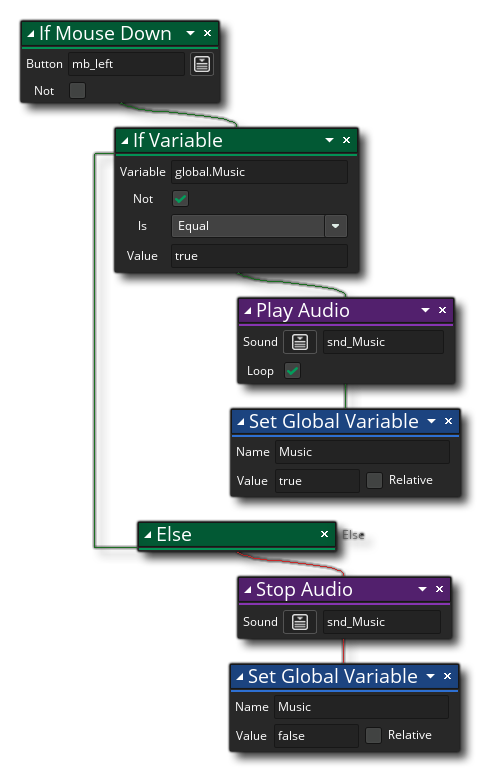 If Mouse Down
Button mb_left
Not
If Variable
Variable global.Music
Not
Is Equal
Value true
Play Audio
Sound snd_Music
Loop
Set Global Variable
Name Music
Value true Relative
Else Else
Stop Audio
Sound snd_Music
Set Global Variable
Name Music
Value false Relative